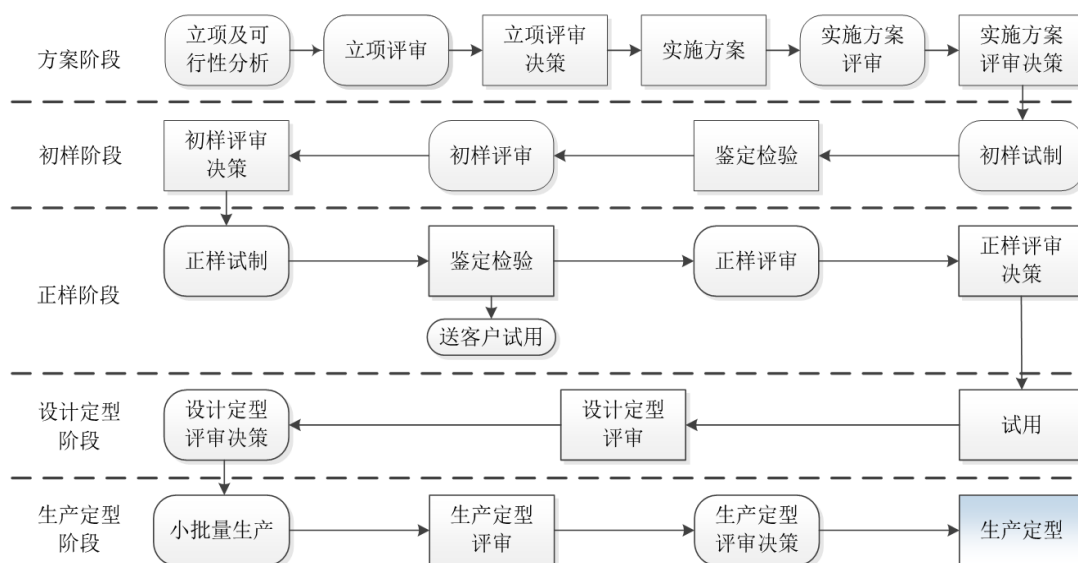 方案阶段
立项及可
行性分析
立项评审
立项评审
决策
实施方案
实施方案
评审
实施方案
评审决策
初样阶段
初样评审
决策
初样评审
鉴定检验
初样试制
正样阶段
正样试制
鉴定检验
正样评审
正样评审
决策
送客户试用
设计定型
阶段
设计定型
评审决策
设计定型
评审
试用
生产定型
阶段
小批量生产
生产定型
评审
生产定型
评审决策
生产定型